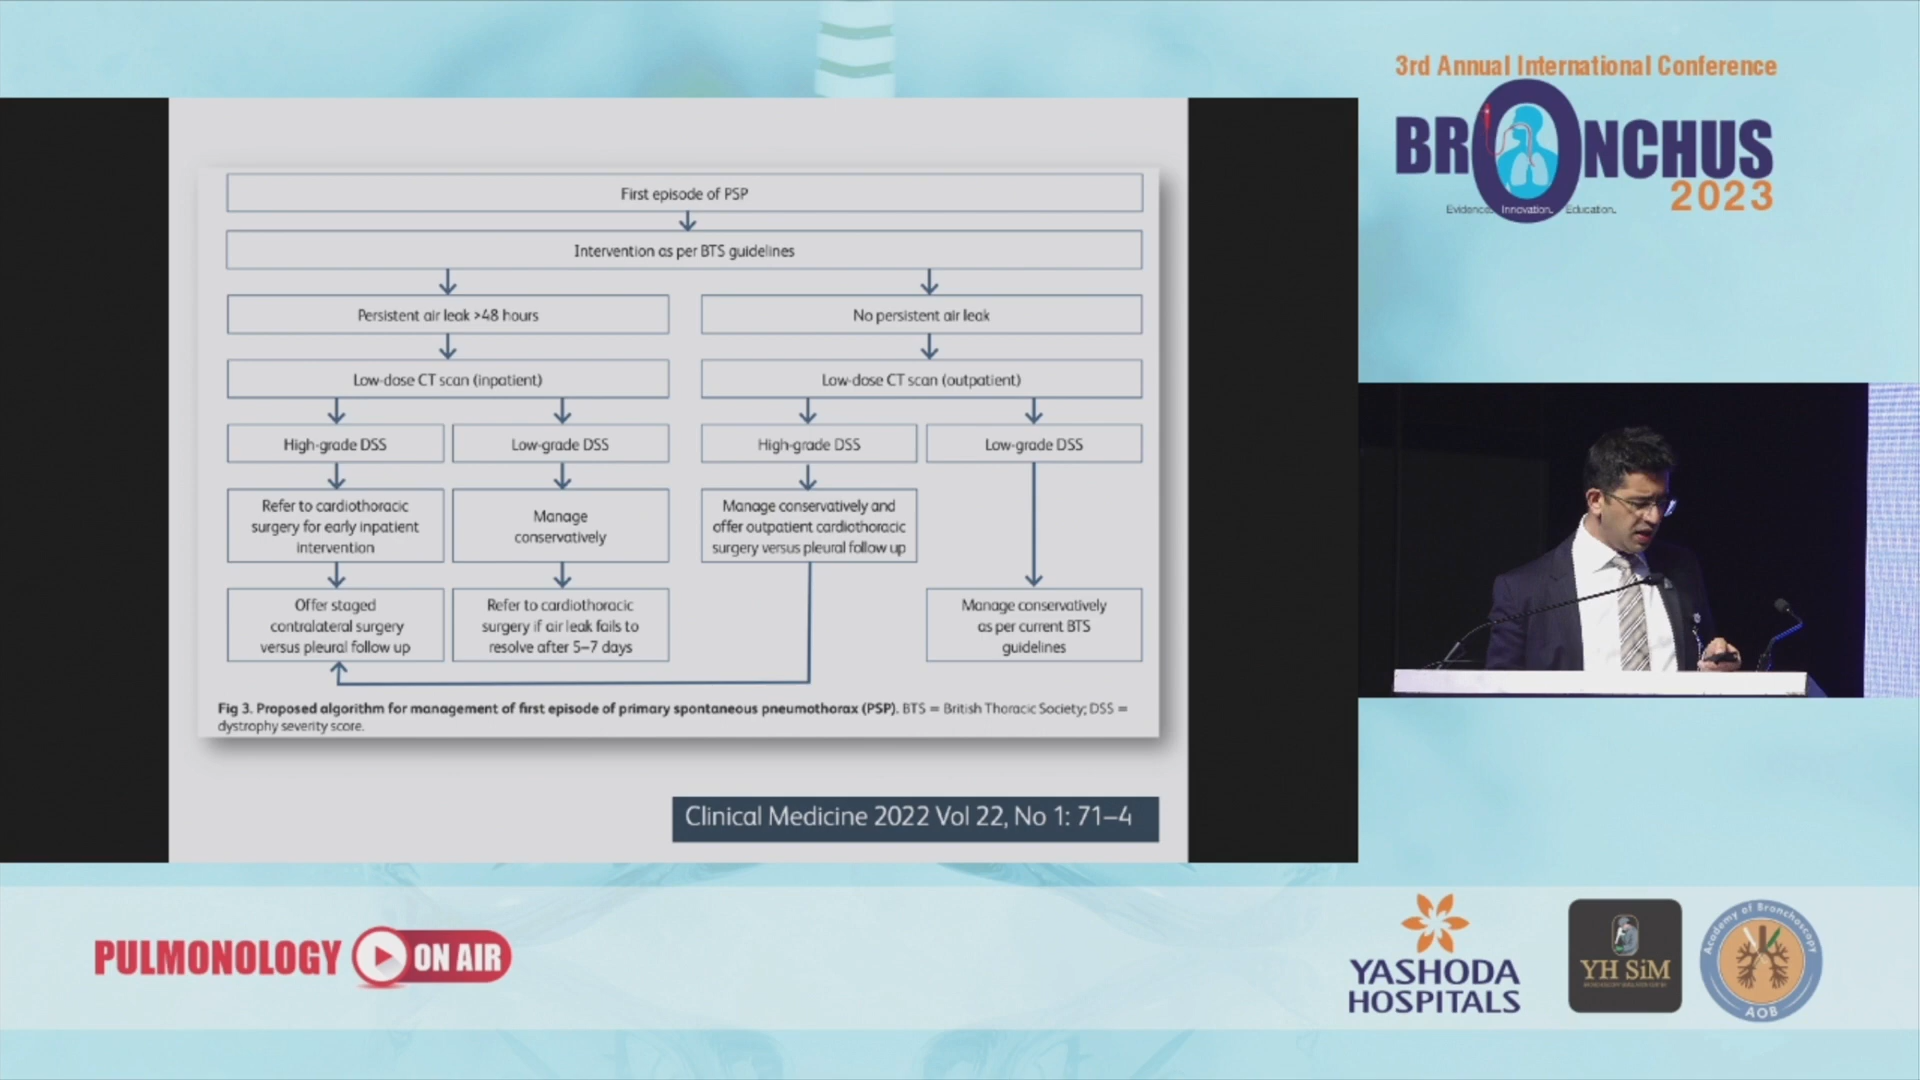 3rd Annual International Conference
BRONCHUS
2023
Evidence. Innovation. Education.
First episode of PSP
Intervention as per BTS guidelines
Persistent air leak >48 hours
No persistent air leak
Low-dose CT scan (inpatient)
Low-dose CT scan (outpatient)
High-grade DSS
Low-grade DSS
High-grade DSS
Low-grade DSS
Refer to cardiothoracic
surgery for early inpatient
intervention
Manage
conservatively
Manage conservatively and
offer outpatient cardiothoracic
surgery versus pleural follow up
Offer staged
contralateral surgery
versus pleural follow up
Refer to cardiothoracic
surgery if air leak fails to
resolve after 5–7 days
Manage conservatively
as per current BTS
guidelines
Fig 3. Proposed algorithm for management of first episode of primary spontaneous pneumothorax (PSP). BTS = British Thoracic Society; DSS =
dystrophy severity score.
Clinical Medicine 2022 Vol 22, No 1: 71–4
PULMONOLOGY ON AIR
YASHODA
HOSPITALS
YH SiM
Academy of Bronchoscopy
AOB